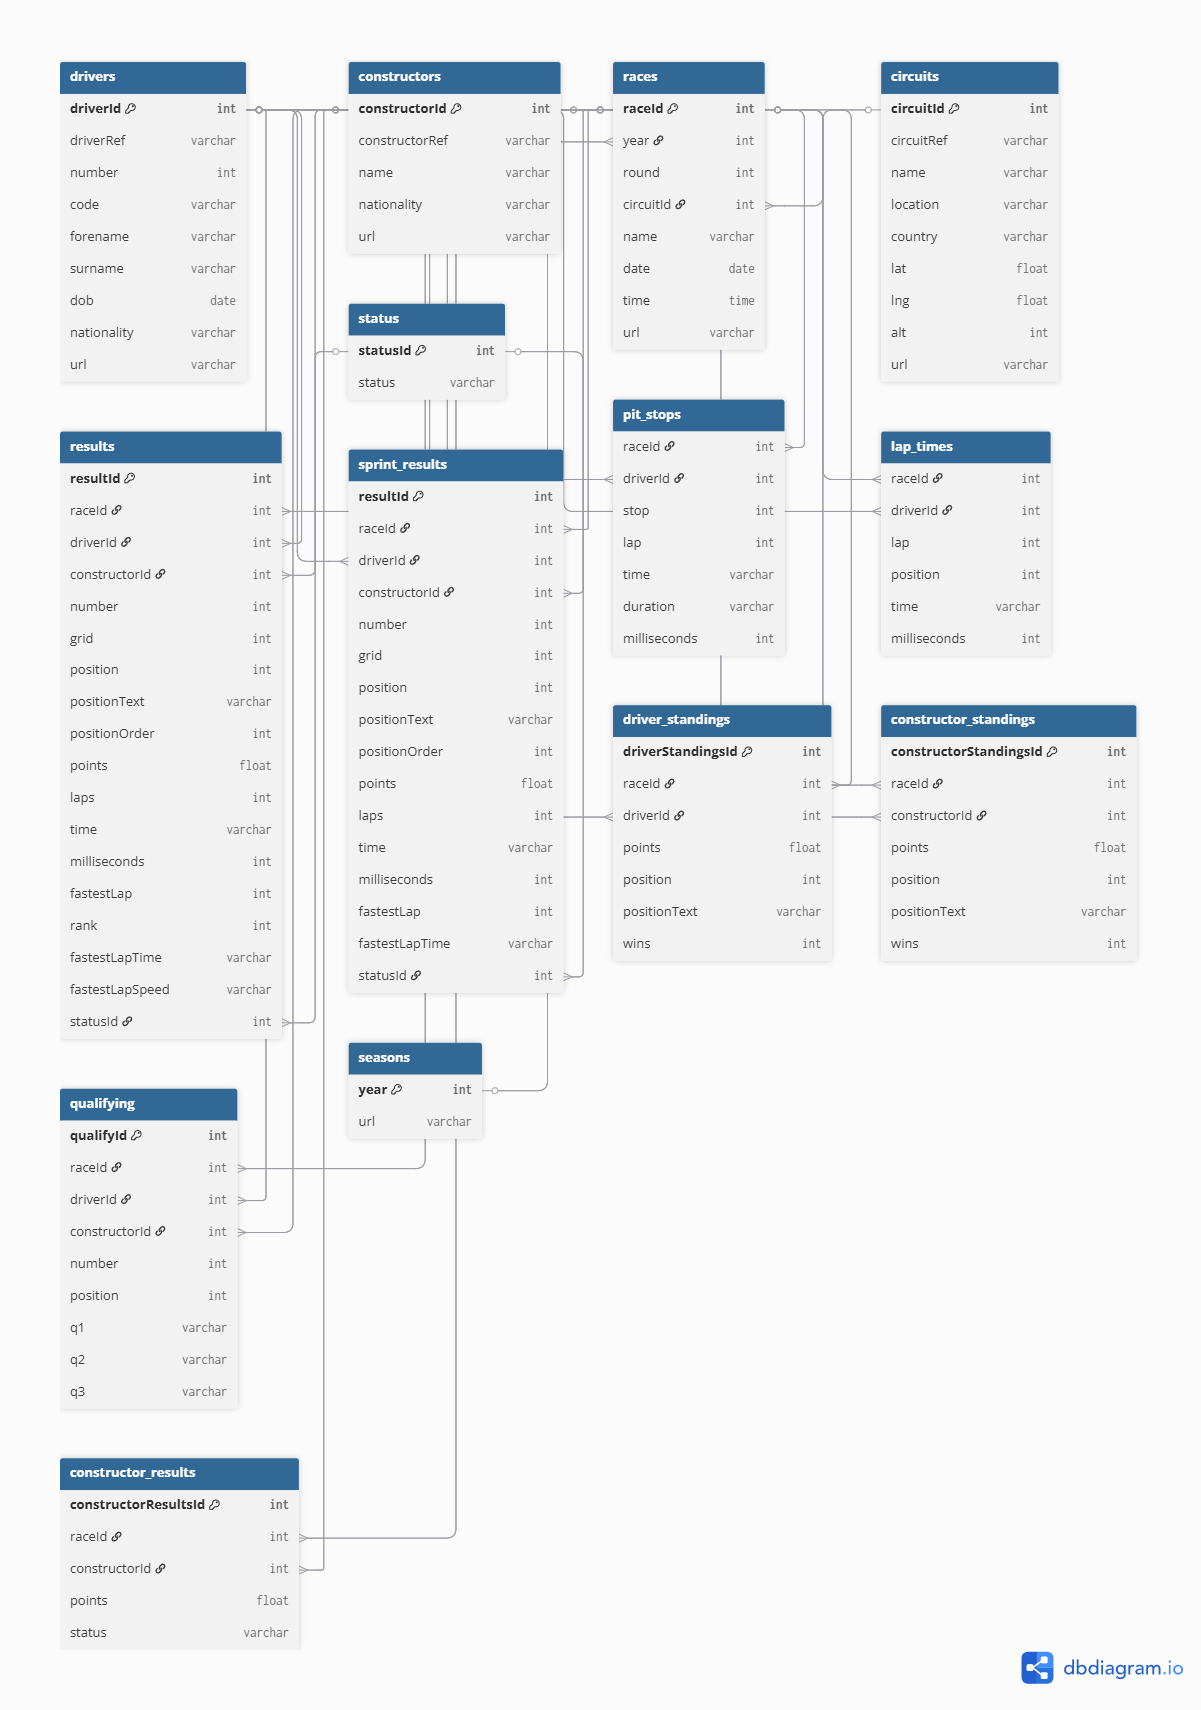 drivers
driverId int
driverRef varchar
number int
code varchar
forename varchar
surname varchar
dob date
nationality varchar
url varchar
constructors
constructorId int
constructorRef varchar
name varchar
nationality varchar
url varchar
races
raceId int
year int
round int
circuitId int
name varchar
date date
time time
url varchar
circuits
circuitId int
circuitRef varchar
name varchar
location varchar
country varchar
lat float
lng float
alt int
url varchar
status
statusId int
status varchar
results
resultId int
raceId int
driverId int
constructorId int
number int
grid int
position int
positionText varchar
positionOrder int
points float
laps int
time varchar
milliseconds int
fastestLap int
rank int
fastestLapTime varchar
fastestLapSpeed varchar
statusId int
sprint_results
resultId int
raceId int
driverId int
constructorId int
number int
grid int
position int
positionText varchar
positionOrder int
points float
laps int
time varchar
milliseconds int
fastestLap int
fastestLapTime varchar
statusId int
pit_stops
raceId int
driverId int
stop int
lap int
time varchar
duration varchar
milliseconds int
lap_times
raceId int
driverId int
lap int
position int
time varchar
milliseconds int
driver_standings
driverStandingsId int
raceId int
driverId int
points float
position int
positionText varchar
wins int
constructor_standings
constructorStandingsId int
raceId int
constructorId int
points float
position int
positionText varchar
wins int
seasons
year int
url varchar
qualifying
qualifyId int
raceId int
driverId int
constructorId int
number int
position int
q1 varchar
q2 varchar
q3 varchar
constructor_results
constructorResultsId int
raceId int
constructorId int
points float
status varchar
dbdiagram.io